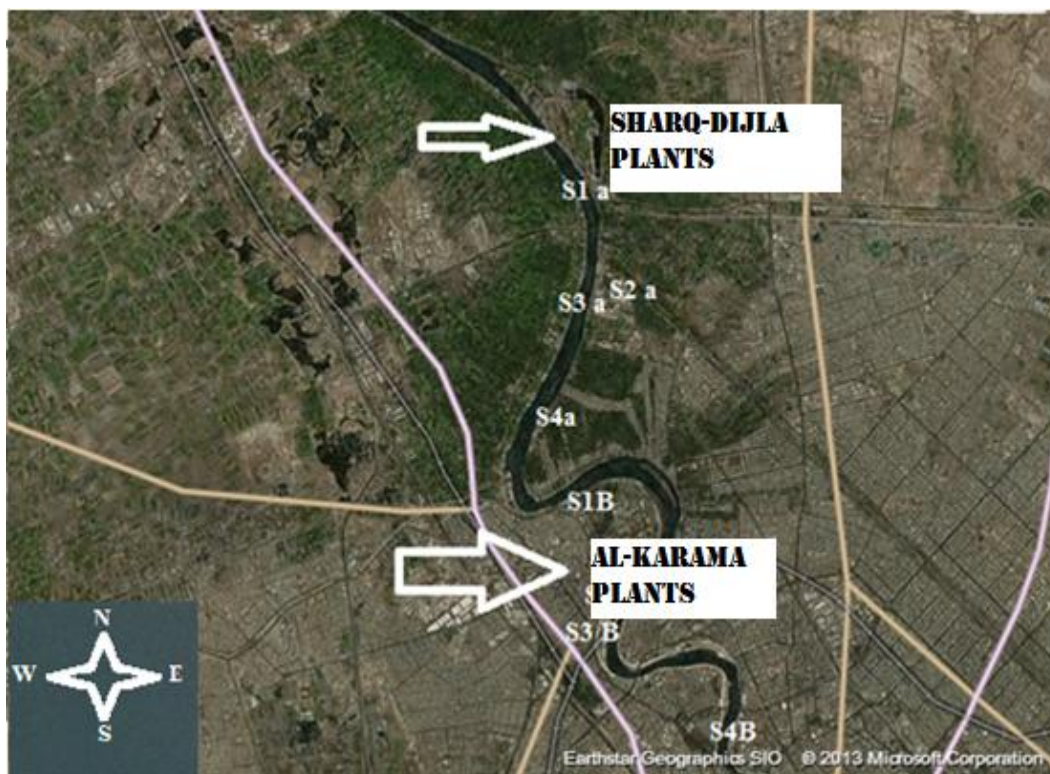 SHARQ-DIJLA
PLANTS
S1 a
S2 a
S3 a
S4a
S1B
AL-KARAMA
PLANTS
S3 B
S4B
N
W E
S
Earthstar Geographics SIO © 2013 Microsoft Corporation